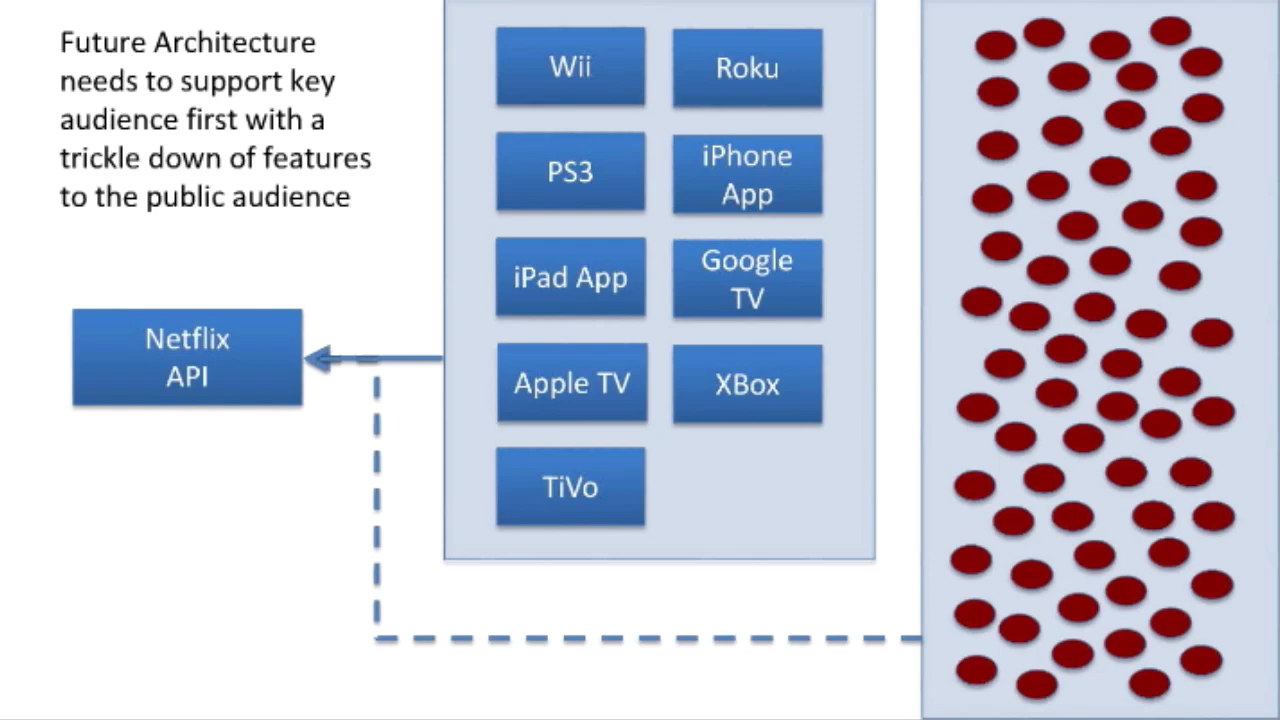 Future Architecture
needs to support key
audience first with a
trickle down of features
to the public audience
Netflix
API
Wii
Roku
PS3
iPhone
App
iPad App
Google
TV
Apple TV
XBox
TiVo